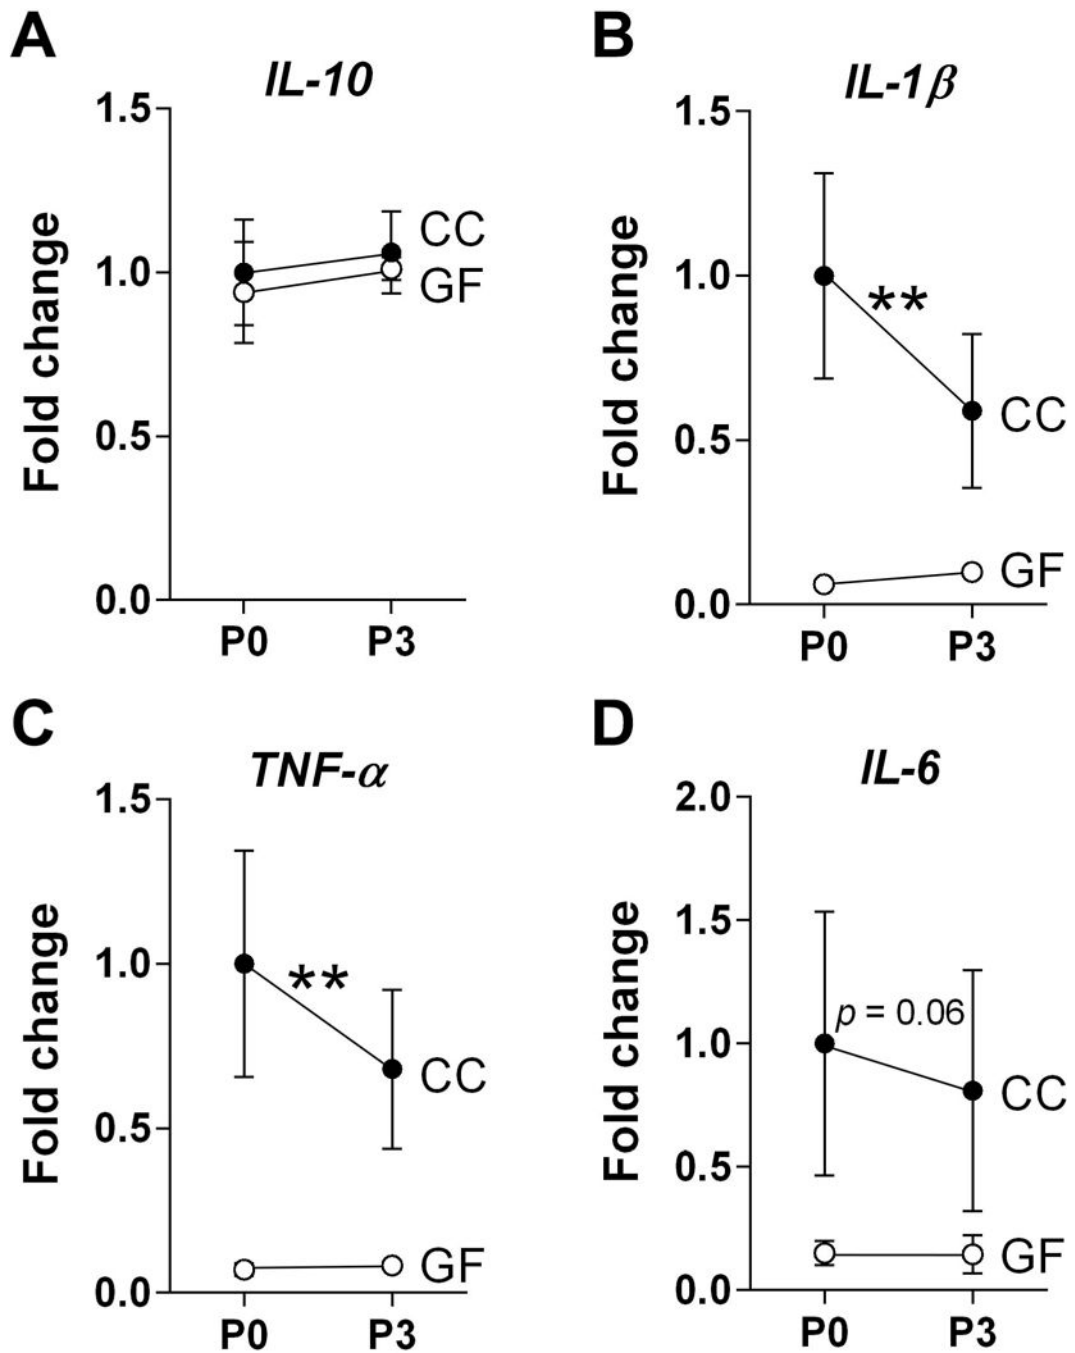 A
IL-10
1.5
1.0
0.5
0.0
Fold change
CC
GF
P0 P3
B
IL-1β
1.5
1.0
0.5
0.0
Fold change
**
CC
GF
P0 P3
C
TNF-α
1.5
1.0
0.5
0.0
Fold change
**
CC
GF
P0 P3
D
IL-6
2.0
1.5
1.0
0.5
0.0
Fold change
p = 0.06
CC
GF
P0 P3